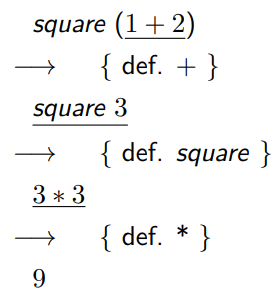 square (1 + 2)
⟶ { def. + }
square 3
⟶ { def. square }
3 ∗ 3
⟶ { def. * }
9